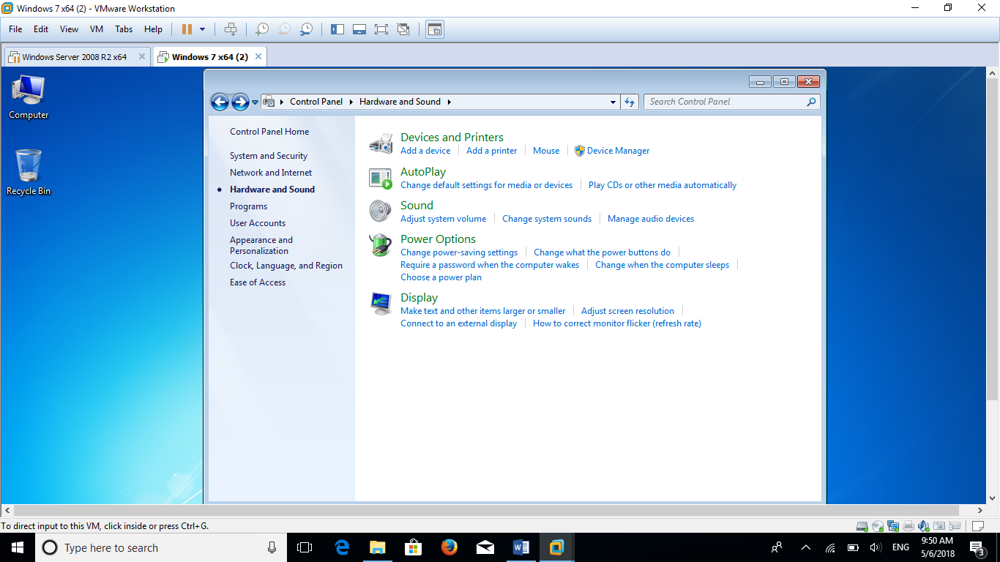 Windows 7 x64 (2) - VMware Workstation
File Edit View VM Tabs Help
Windows Server 2008 R2 x64 Windows 7 x64 (2)
Computer
Recycle Bin
Control Panel Hardware and Sound Search Control Panel
Control Panel Home
System and Security
Network and Internet
Hardware and Sound
Programs
User Accounts
Appearance and
Personalization
Clock, Language, and Region
Ease of Access
Devices and Printers
Add a device Add a printer Mouse Device Manager
AutoPlay
Change default settings for media or devices Play CDs or other media automatically
Sound
Adjust system volume Change system sounds Manage audio devices
Power Options
Change power-saving settings Change what the power buttons do
Require a password when the computer wakes Change when the computer sleeps
Choose a power plan
Display
Make text and other items larger or smaller Adjust screen resolution
Connect to an external display How to correct monitor flicker (refresh rate)
To direct input to this VM, click inside or press Ctrl+G.
Type here to search
ENG
9:50 AM
5/6/2018
3